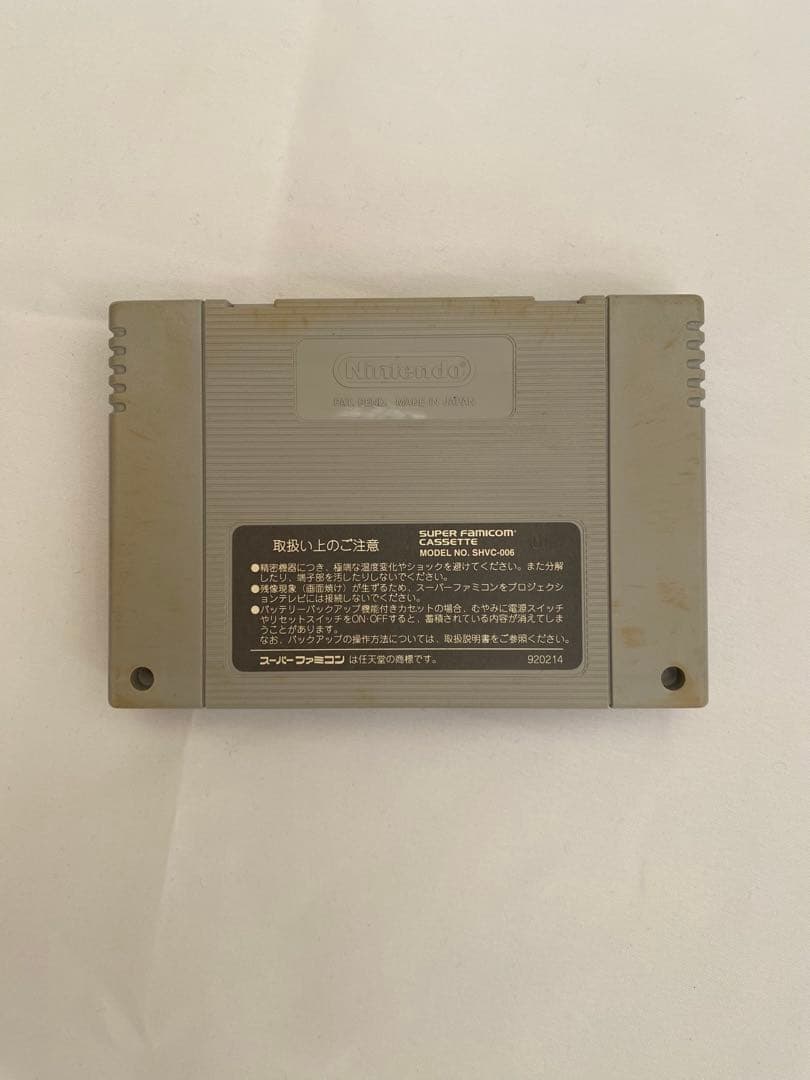 Nintendo®
PAT. PEND. MADE IN JAPAN
取扱い上のご注意
SUPER FAMICOM
CASSETTE
MODEL NO. SHVC-006
●精密機器につき、極端な温度変化やショックを避けてください。また分解
したり、端子部を汚したりしないでください。
●残像現象（画面焼け）が生ずるため、スーパーファミコンをプロジェクシ
ョンテレビには接続しないでください。
●バッテリーバックアップ機能付きカセットの場合、むやみに電源スイッチ
やリセットスイッチをON・OFFすると、蓄積されている内容が消えてしま
うことがあります。
なお、バックアップの操作方法については、取扱説明書をご参照ください。
スーパーファミコン は任天堂の商標です。
920214